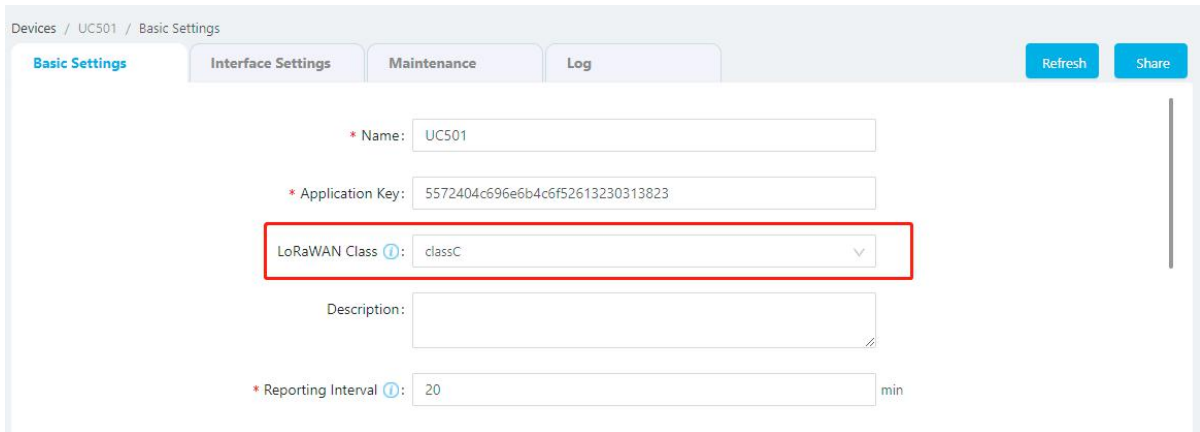 Devices / UC501 / Basic Settings
Basic Settings Interface Settings Maintenance Log Refresh Share
* Name: UC501
* Application Key: 5572404c696e6b4c6f52613230313823
LoRaWAN Class i : classC
Description:
* Reporting Interval i : 20 min